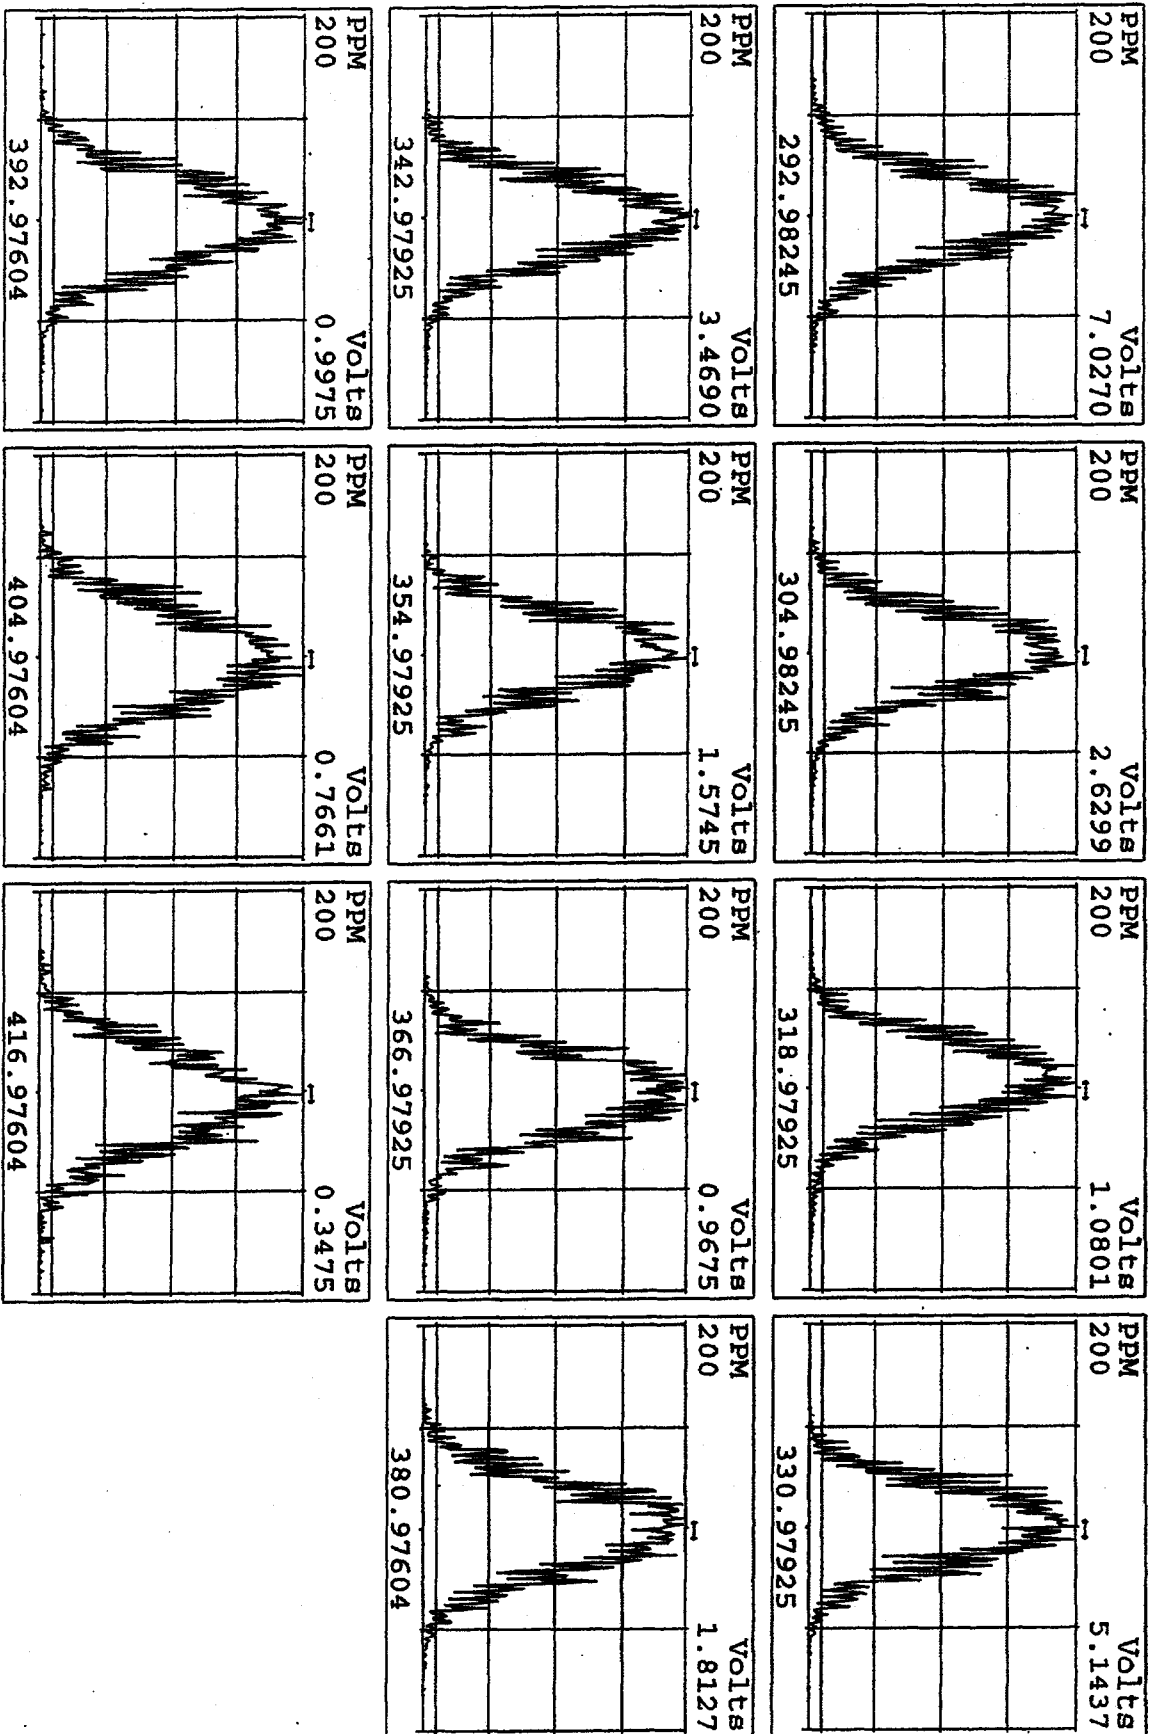 PPM Volts
200 7.0270
292.98245
PPM Volts
200 2.6299
304.98245
PPM Volts
200 1.0801
318.97925
PPM Volts
200 5.1437
330.97925
PPM Volts
200 3.4690
342.97925
PPM Volts
200 1.5745
354.97925
PPM Volts
200 0.9675
366.97925
PPM Volts
200 1.8127
380.97604
PPM Volts
200 0.9975
392.97604
PPM Volts
200 0.7661
404.97604
PPM Volts
200 0.3475
416.97604